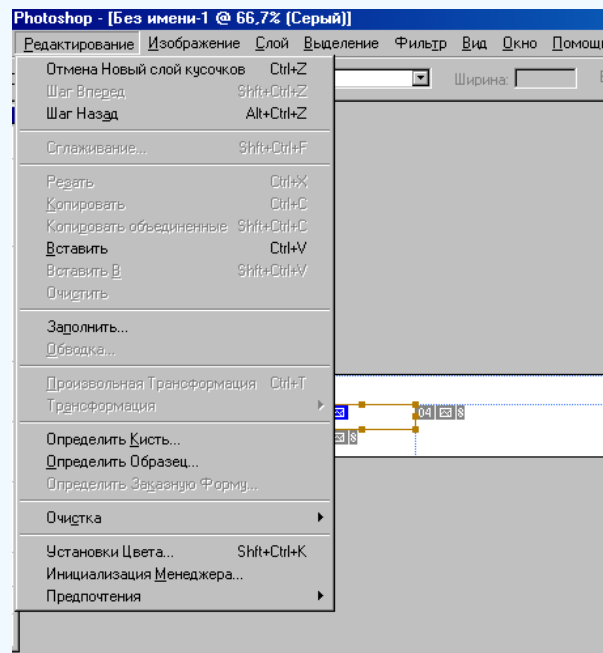 Photoshop - [Без имени-1 @ 66,7% (Серый)]
Редактирование Изображение Слой Выделение Фильтр Вид Окно Помощь
Отмена Новый слой кусочков Ctrl+Z
Шаг Вперед Shft+Ctrl+Z
Шаг Назад Alt+Ctrl+Z
Ширина:
Сглаживание... Shft+Ctrl+F
Резать Ctrl+X
Копировать Ctrl+C
Копировать объединенные Shft+Ctrl+C
Вставить Ctrl+V
Вставить В Shft+Ctrl+V
Очистить
Заполнить...
Обводка...
Произвольная Трансформация Ctrl+T
Трансформация
04
Определить Кисть...
Определить Образец...
Определить Заказную Форму...
Очистка
Установки Цвета... Shft+Ctrl+K
Инициализация Менеджера...
Предпочтения